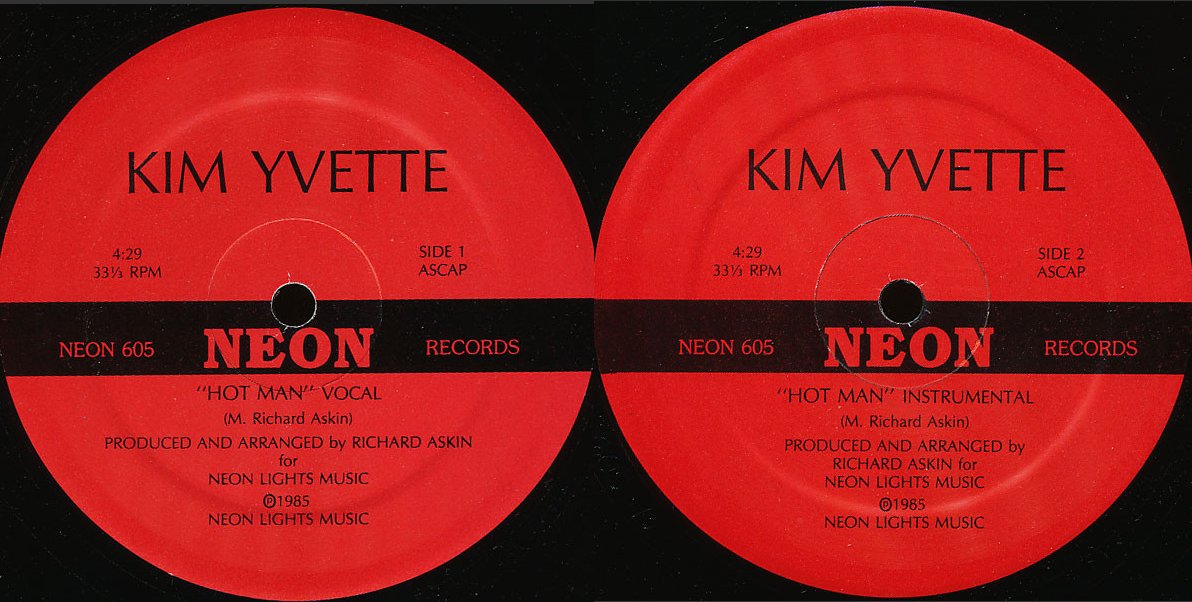 KIM YVETTE
4:29
33⅓ RPM
SIDE 1
ASCAP
NEON 605 NEON RECORDS
"HOT MAN" VOCAL
(M. Richard Askin)
PRODUCED AND ARRANGED by RICHARD ASKIN
for
NEON LIGHTS MUSIC
℗1985
NEON LIGHTS MUSIC
KIM YVETTE
4:29
33⅓ RPM
SIDE 2
ASCAP
NEON 605 NEON RECORDS
"HOT MAN" INSTRUMENTAL
(M. Richard Askin)
PRODUCED AND ARRANGED by
RICHARD ASKIN for
NEON LIGHTS MUSIC
℗1985
NEON LIGHTS MUSIC